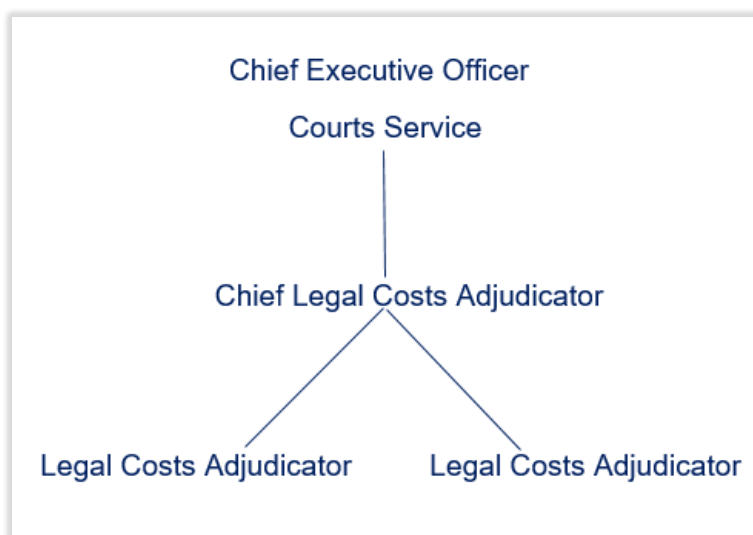 Chief Executive Officer
Courts Service
Chief Legal Costs Adjudicator
Legal Costs Adjudicator
Legal Costs Adjudicator